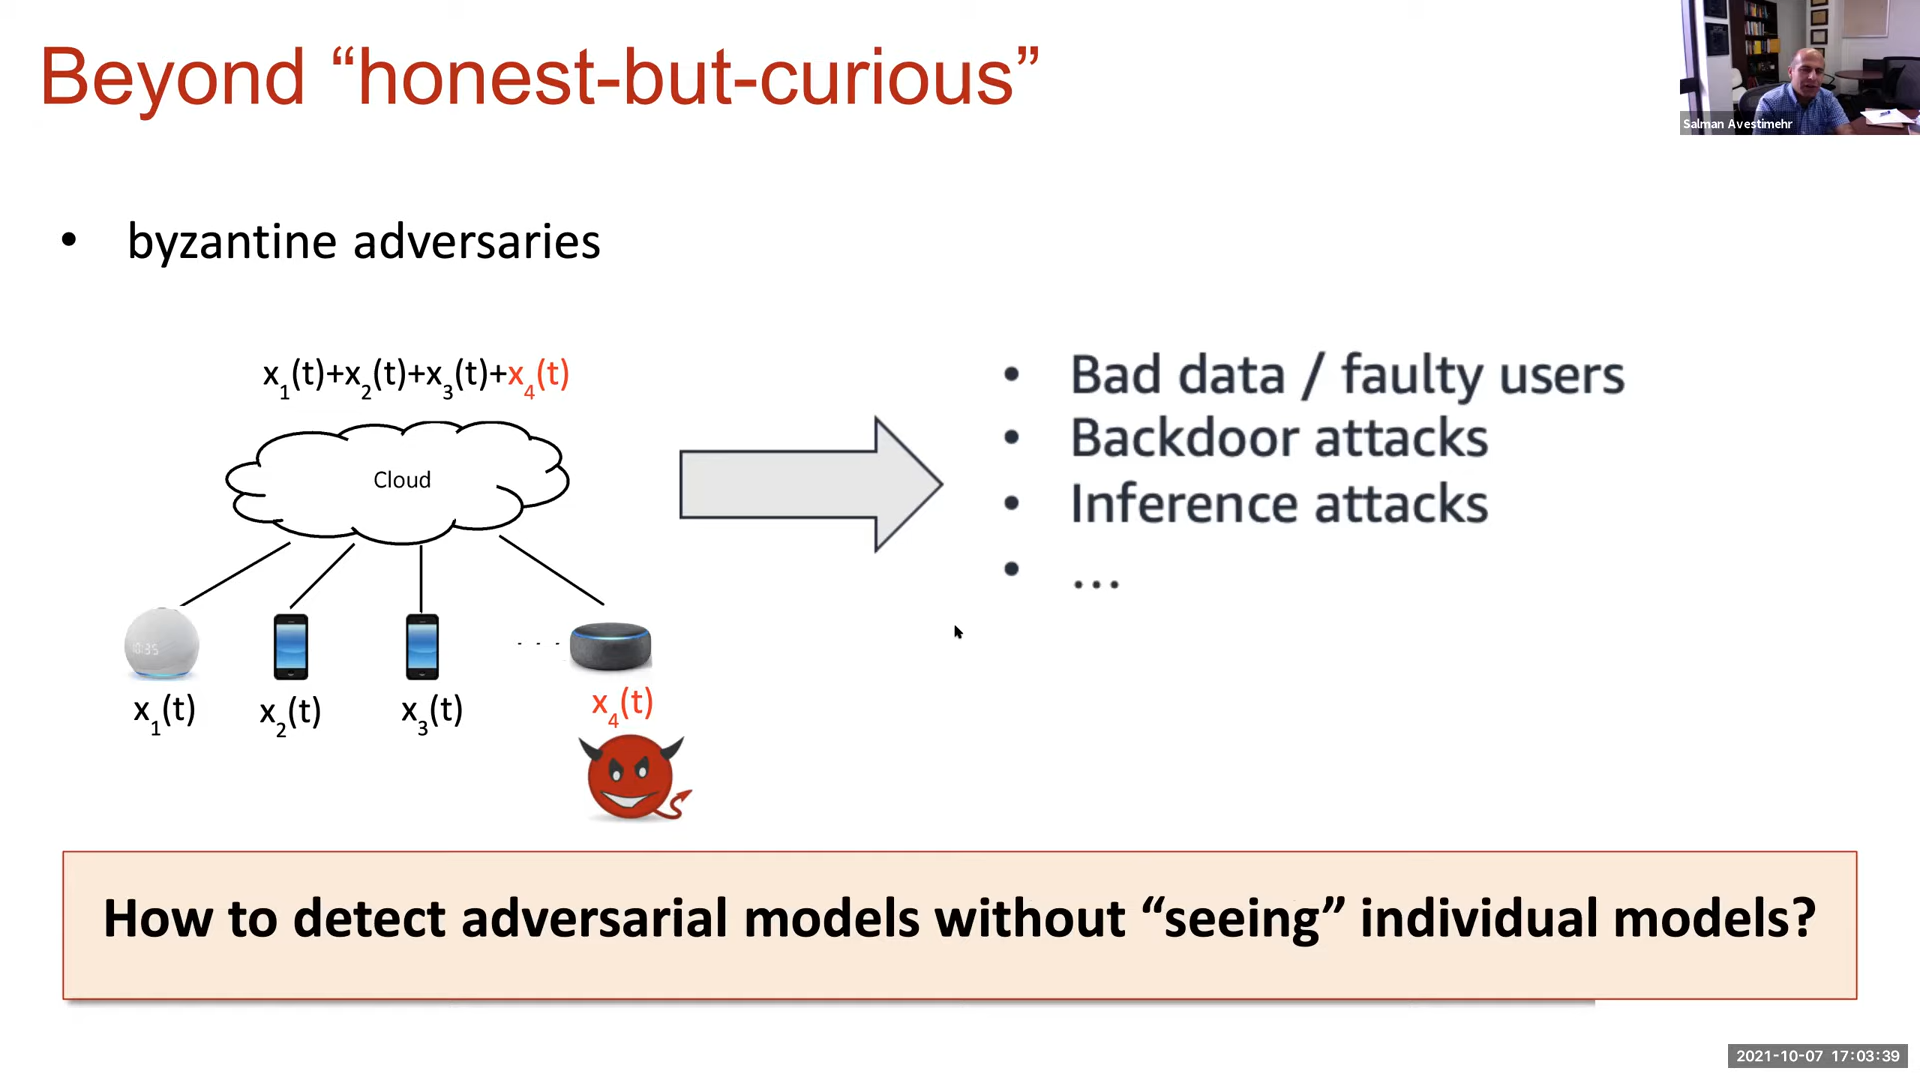 Beyond “honest-but-curious”
Salman Avestimehr
• byzantine adversaries
x1(t)+x2(t)+x3(t)+x4(t)
Cloud
• Bad data / faulty users
• Backdoor attacks
• Inference attacks
• ...
10:35
- - -
x1(t) x2(t) x3(t) x4(t)
How to detect adversarial models without “seeing” individual models?
2021-10-07 17:03:39